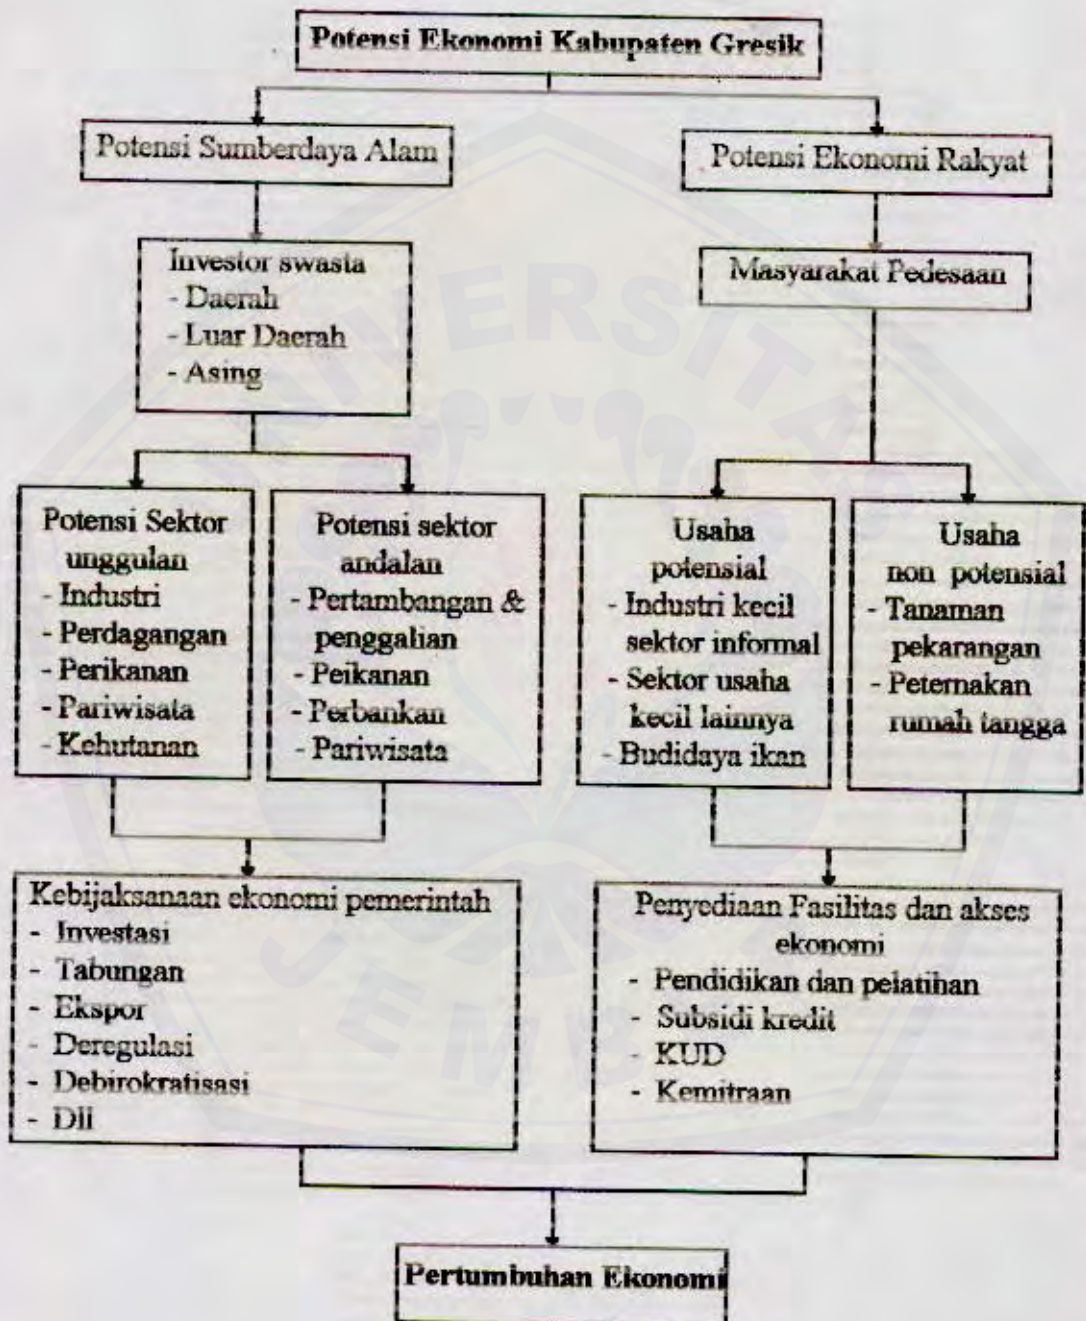 Potensi Ekonomi Kabupaten Gresik
Potensi Sumberdaya Alam
Potensi Ekonomi Rakyat
Investor swasta
- Daerah
- Luar Daerah
- Asing
Masyarakat Pedesaan
Potensi Sektor
unggulan
- Industri
- Perdagangan
- Perikanan
- Pariwisata
- Kehutanan
Potensi sektor
andalan
- Pertambangan &
penggalian
- Peikanan
- Perbankan
- Pariwisata
Usaha
potensial
- Industri kecil
sektor informal
- Sektor usaha
kecil lainnya
- Budidaya ikan
Usaha
non potensial
- Tanaman
pekarangan
- Peternakan
rumah tangga
Kebijaksanaan ekonomi pemerintah
- Investasi
- Tabungan
- Ekspor
- Deregulasi
- Debirokratisasi
- Dll
Penyediaan Fasilitas dan akses
ekonomi
- Pendidikan dan pelatihan
- Subsidi kredit
- KUD
- Kemitraan
Pertumbuhan Ekonomi
UNIVERSITAS
JEMBER